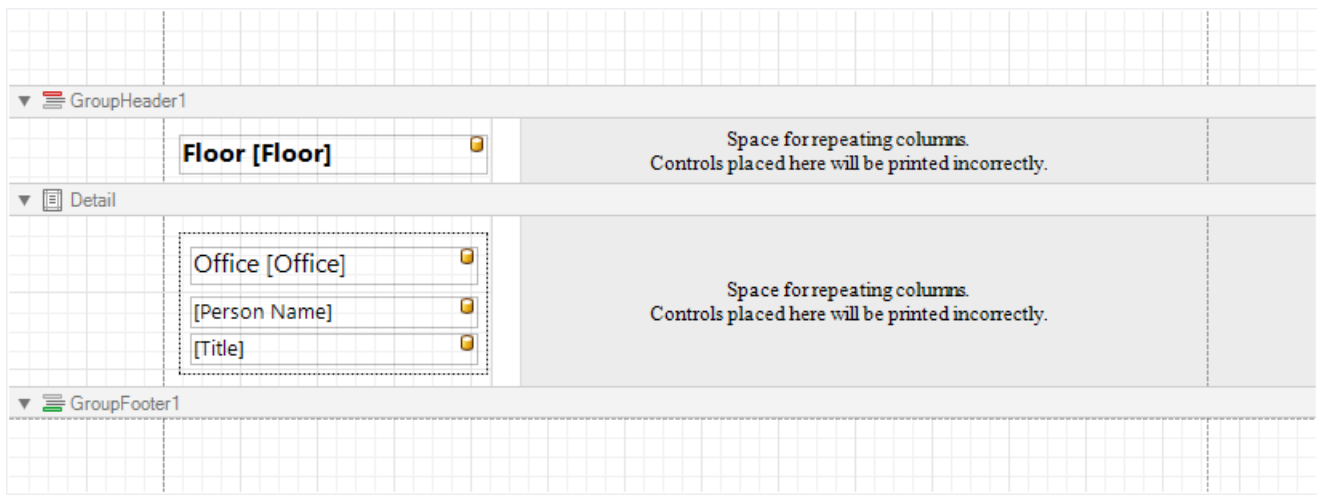 GroupHeader1
Floor [Floor]
Space for repeating columns.
Controls placed here will be printed incorrectly.
Detail
Office [Office]
[Person Name]
[Title]
Space for repeating columns.
Controls placed here will be printed incorrectly.
GroupFooter1